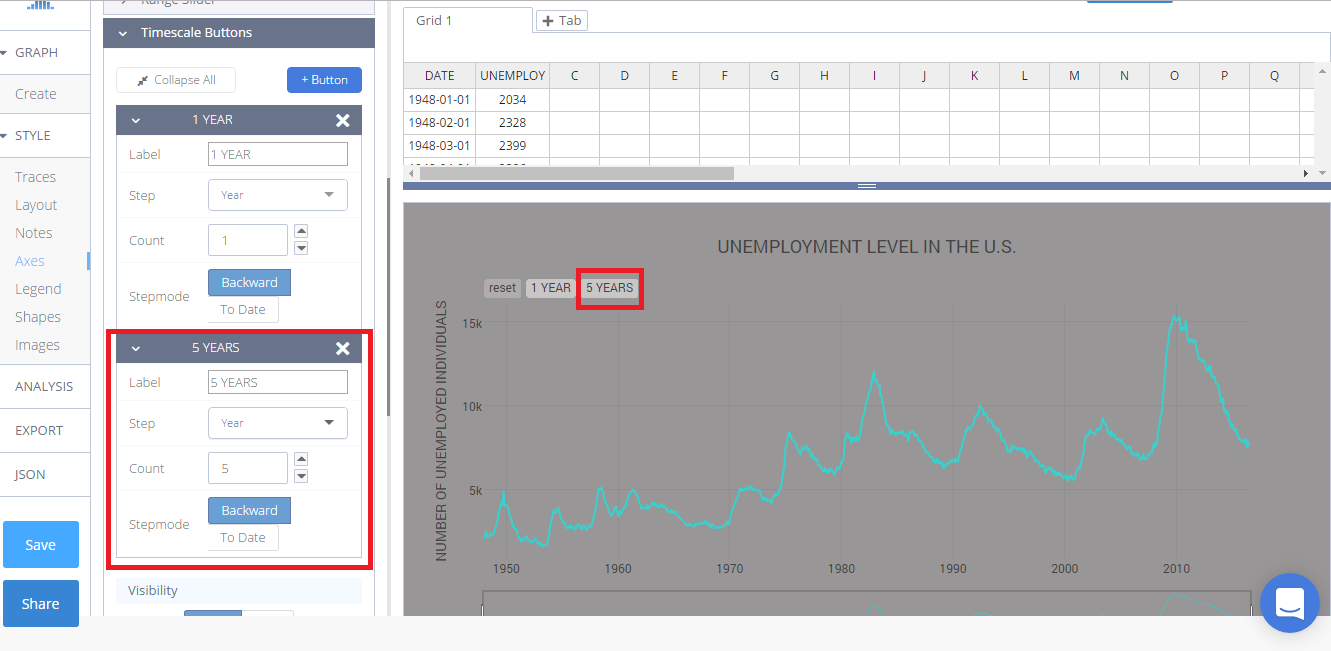 Range Slider
GRAPH
Create
STYLE
Traces
Layout
Notes
Axes
Legend
Shapes
Images
ANALYSIS
EXPORT
JSON
Save
Share
Timescale Buttons
Collapse All
+ Button
1 YEAR
Label 1 YEAR
Step Year
Count 1
Stepmode Backward
To Date
5 YEARS
Label 5 YEARS
Step Year
Count 5
Stepmode Backward
To Date
Visibility
Grid 1
+ Tab
DATE UNEMPLOY C D E F G H I J K L M N O P Q
1948-01-01 2034
1948-02-01 2328
1948-03-01 2399
UNEMPLOYMENT LEVEL IN THE U.S.
reset 1 YEAR 5 YEARS
NUMBER OF UNEMPLOYED INDIVIDUALS
15k
10k
5k
1950 1960 1970 1980 1990 2000 2010